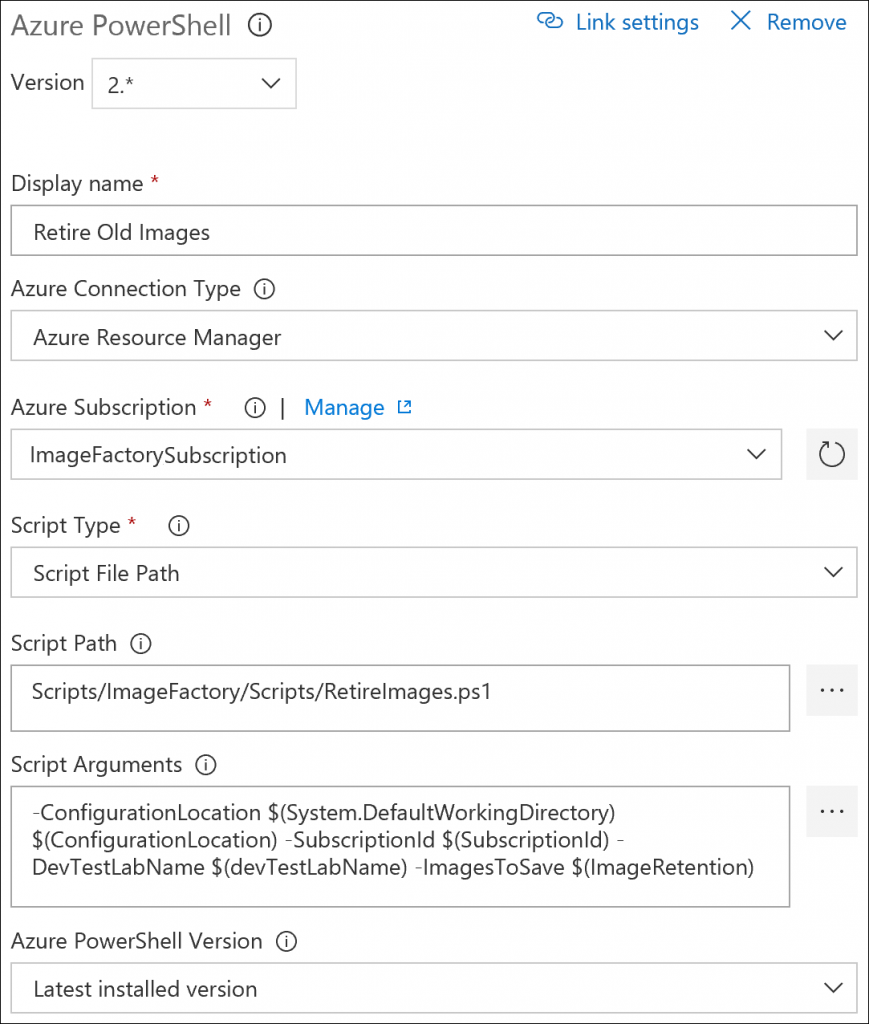 Azure PowerShell
Link settings
Remove
Version
2.*
Display name *
Retire Old Images
Azure Connection Type
Azure Resource Manager
Azure Subscription * | Manage
ImageFactorySubscription
Script Type *
Script File Path
Script Path
Scripts/ImageFactory/Scripts/RetireImages.ps1
...
Script Arguments
-ConfigurationLocation $(System.DefaultWorkingDirectory)
$(ConfigurationLocation) -SubscriptionId $(SubscriptionId) -
DevTestLabName $(devTestLabName) -ImagesToSave $(ImageRetention)
...
Azure PowerShell Version
Latest installed version